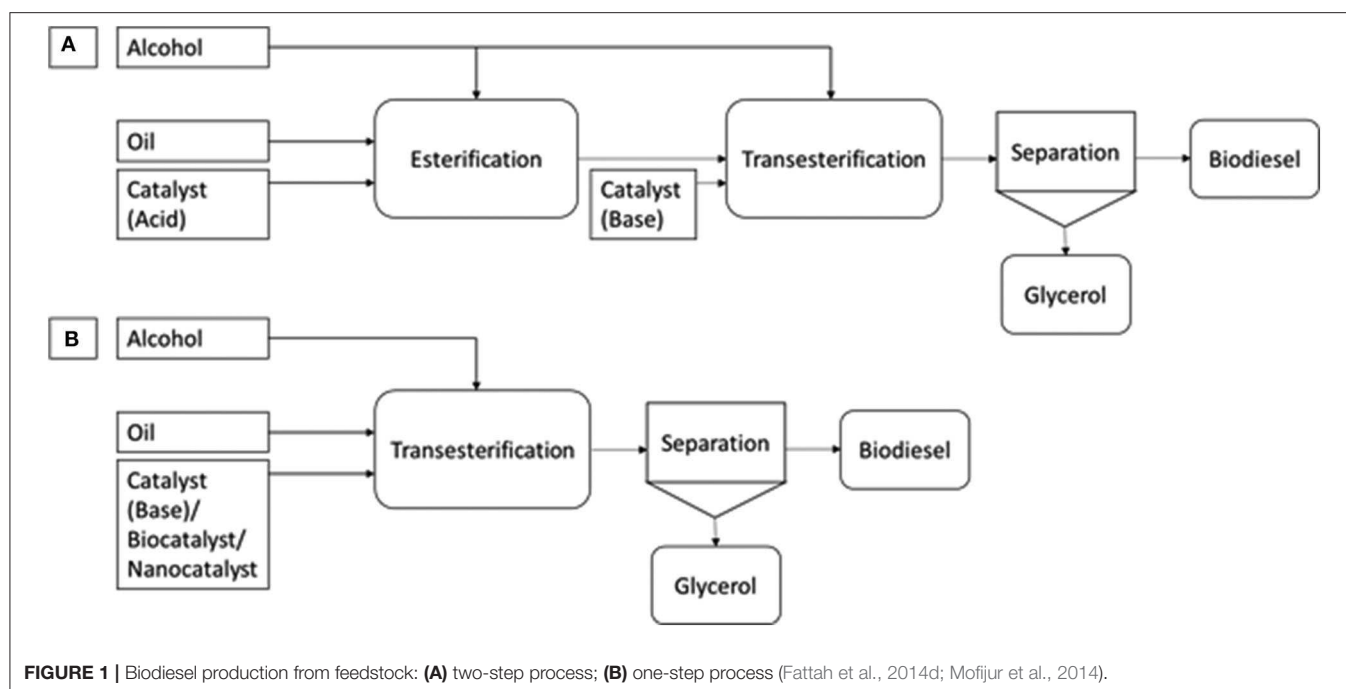 A
Alcohol
Oil
Catalyst
(Acid)
Esterification
Catalyst
(Base)
Transesterification
Separation
Biodiesel
Glycerol
B
Alcohol
Oil
Catalyst
(Base)/
Biocatalyst/
Nanocatalyst
Transesterification
Separation
Biodiesel
Glycerol
FIGURE 1 | Biodiesel production from feedstock: (A) two-step process; (B) one-step process (Fattah et al., 2014d; Mofijur et al., 2014).